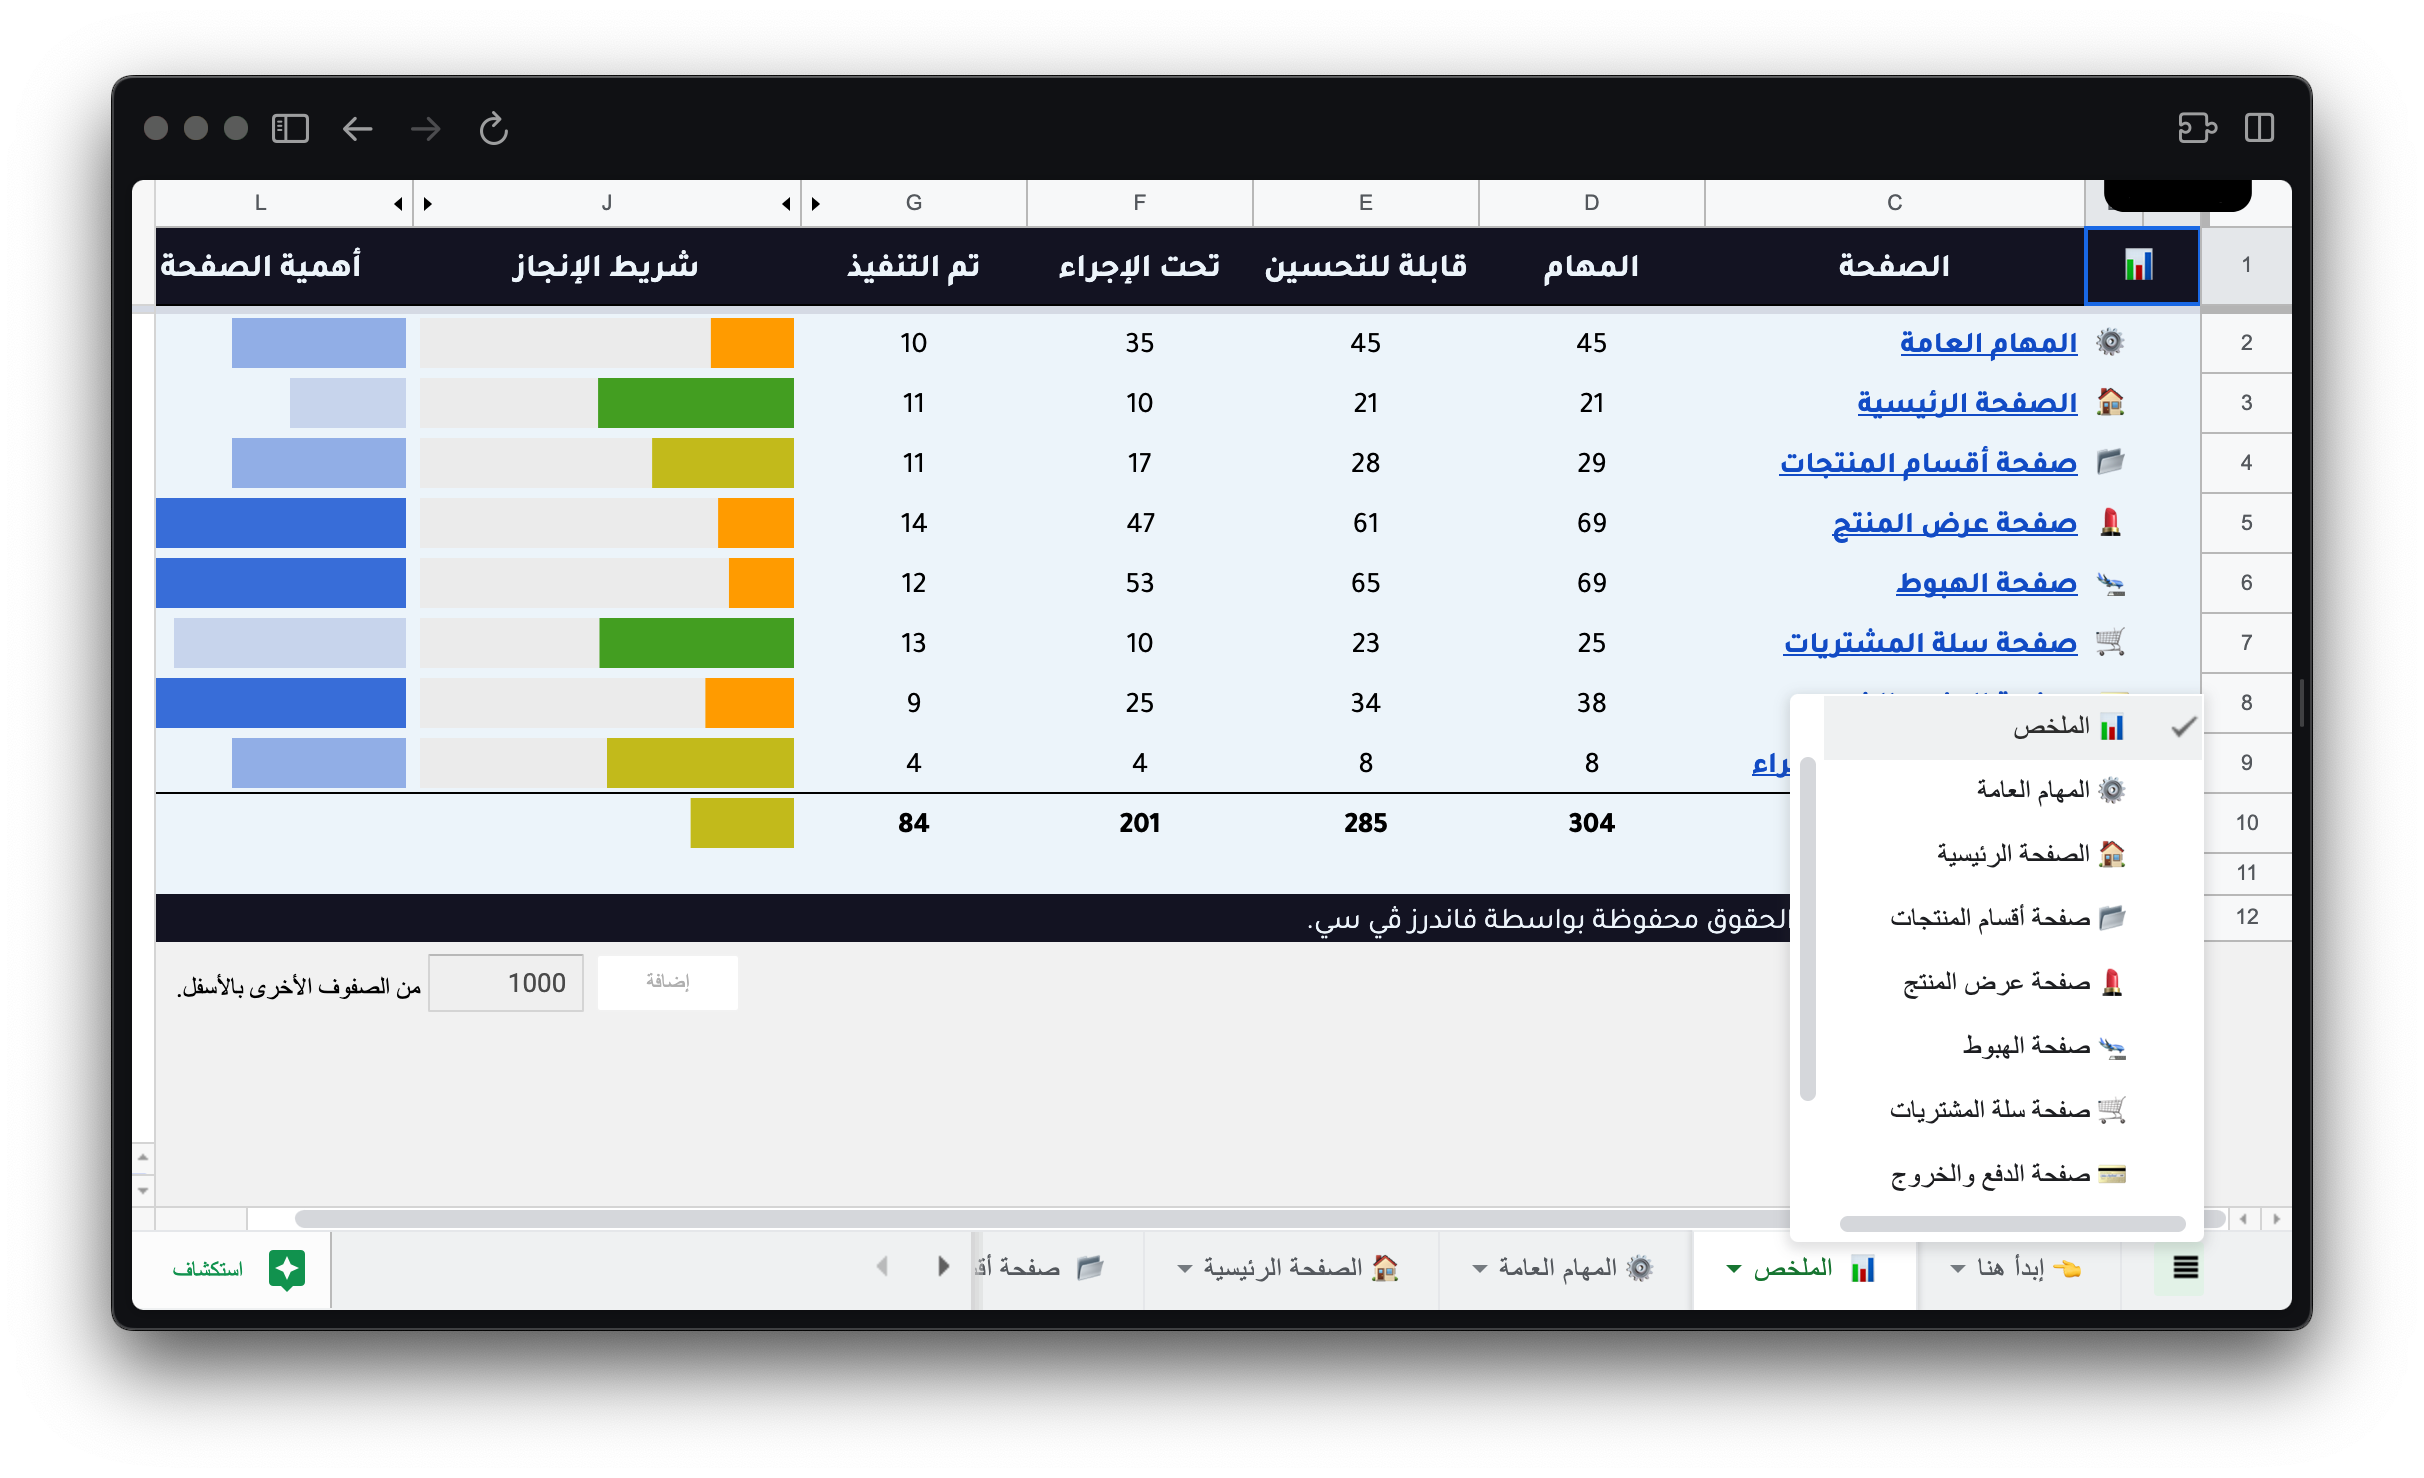 C D E F G J L
1 📊 الصفحة المهام قابلة للتحسين تحت الإجراء تم التنفيذ شريط الإنجاز أهمية الصفحة
2 ⚙️ المهام العامة 45 45 35 10
3 🏠 الصفحة الرئيسية 21 21 10 11
4 📂 صفحة أقسام المنتجات 29 28 17 11
5 💄 صفحة عرض المنتج 69 61 47 14
6 🛬 صفحة الهبوط 69 65 53 12
7 🛒 صفحة سلة المشتريات 25 23 10 13
8 38 34 25 9
9 8 8 4 4
10 304 285 201 84
11
12 الحقوق محفوظة بواسطة فاندرز ڤي سي.
إضافة 1000 من الصفوف الأخرى بالأسفل.
📊 الملخص
⚙️ المهام العامة
🏠 الصفحة الرئيسية
📂 صفحة أقسام المنتجات
💄 صفحة عرض المنتج
🛬 صفحة الهبوط
🛒 صفحة سلة المشتريات
💳 صفحة الدفع والخروج
👈 إبدأ هنا 📊 الملخص ⚙️ المهام العامة 🏠 الصفحة الرئيسية 📂 صفحة استكشاف